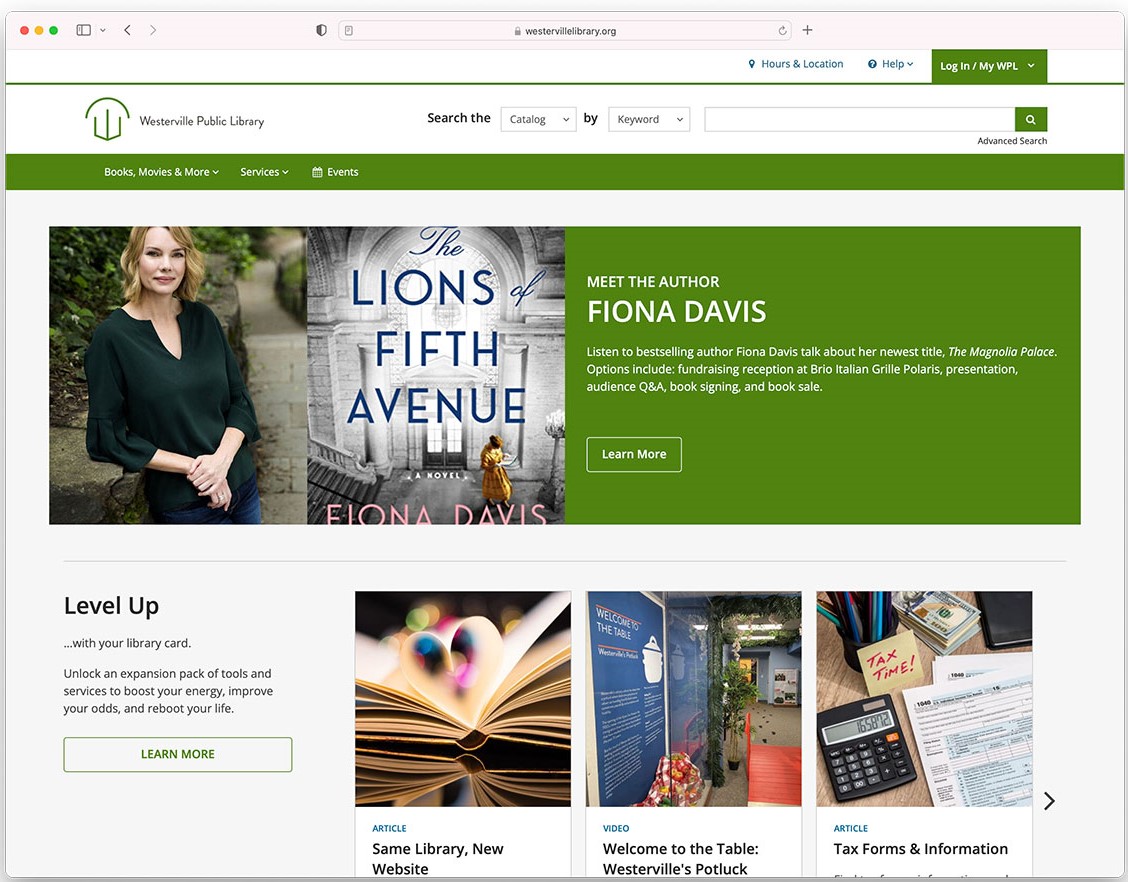 westervillelibrary.org
Hours & Location
Help
Log In / My WPL
Westerville Public Library
Search the
Catalog
by
Keyword
Advanced Search
Books, Movies & More
Services
Events
The
LIONS of
FIFTH
AVENUE
A NOVEL
FIONA DAVIS
MEET THE AUTHOR
FIONA DAVIS
Listen to bestselling author Fiona Davis talk about her newest title, The Magnolia Palace.
Options include: fundraising reception at Brio Italian Grille Polaris, presentation,
audience Q&A, book signing, and book sale.
Learn More
Level Up
...with your library card.
Unlock an expansion pack of tools and
services to boost your energy, improve
your odds, and reboot your life.
LEARN MORE
ARTICLE
Same Library, New
Website
WELCOME TO
THE TABLE
Westerville's Potluck
VIDEO
Welcome to the Table:
Westerville's Potluck
TAX
TIME!
1040
1040
ARTICLE
Tax Forms & Information